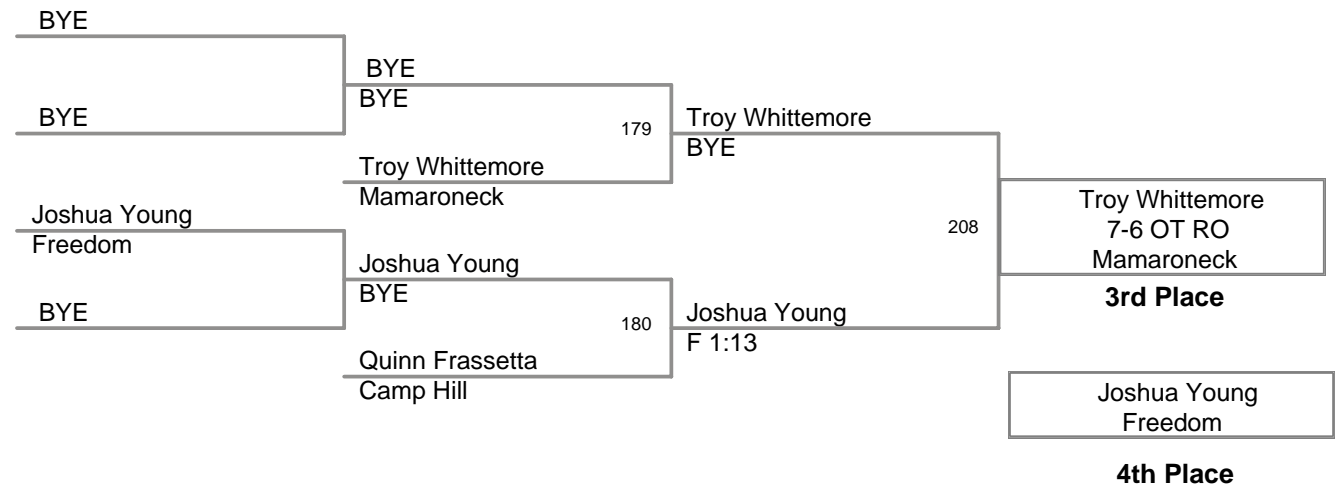 BYE
BYE
BYE
BYE
179
Troy Whittemore
BYE
Troy Whittemore
Mamaroneck
Joshua Young
Freedom
208
Troy Whittemore
7-6 OT RO
Mamaroneck
3rd Place
Joshua Young
BYE
BYE
180
Joshua Young
F 1:13
Quinn Frassetta
Camp Hill
Joshua Young
Freedom
4th Place